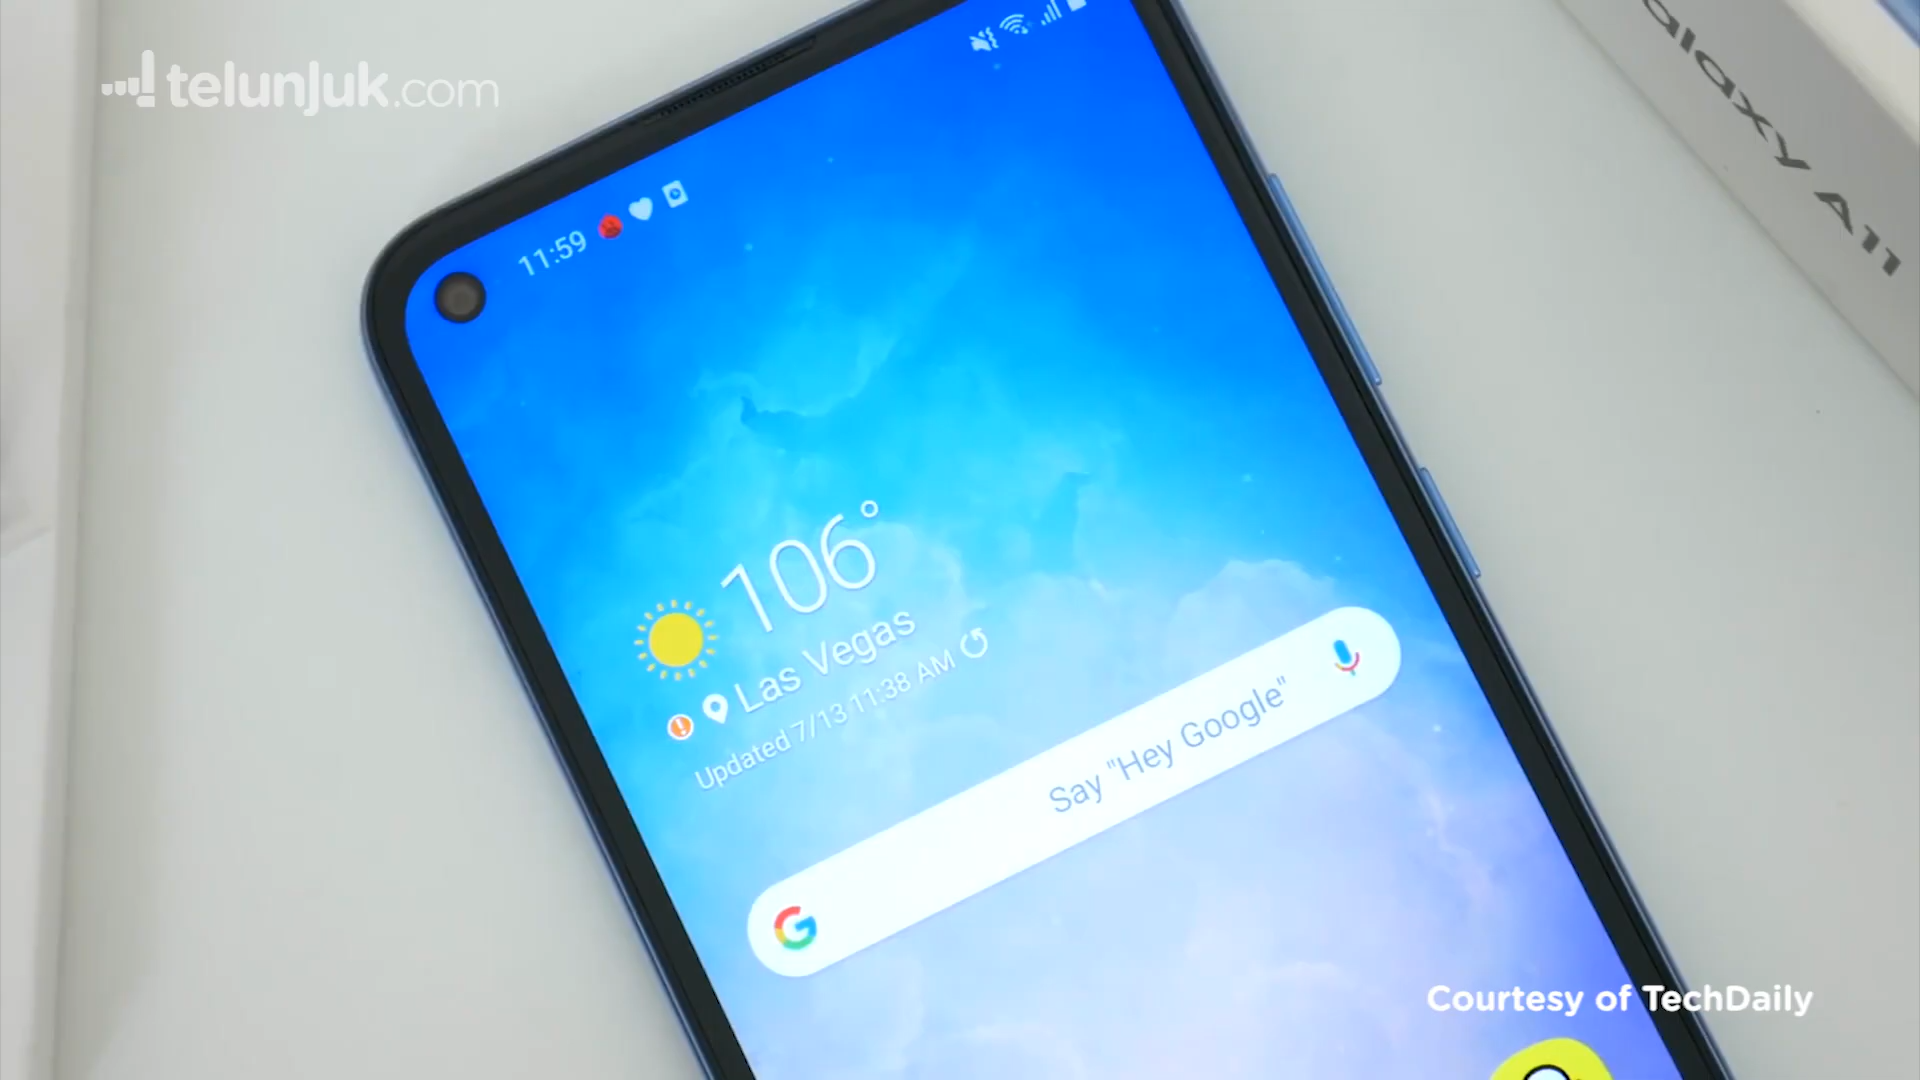 telunjuk.com
alaxy A11
11:59
106°
Las Vegas
Updated 7/13 11:38 AM
Say "Hey Google"
G
Courtesy of TechDaily